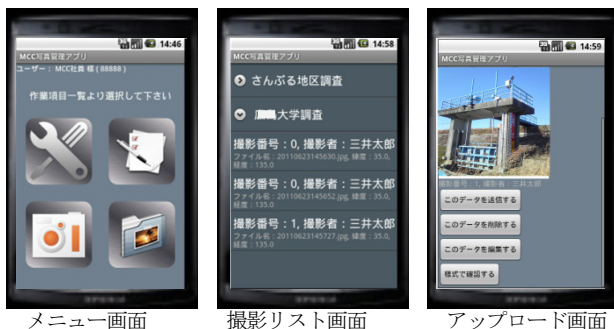 14:46
MCC写真管理アプリ
ユーザー： MCC社員 様 ( 88888 )
作業項目一覧より選択して下さい
メニュー画面
14:58
MCC写真管理アプリ
さんぷる地区調査
大学調査
撮影番号：0, 撮影者：三井太郎
ファイル名：20110623145630.jpg, 緯度：35.0,
経度：135.0
撮影番号：0, 撮影者：三井太郎
ファイル名：20110623145652.jpg, 緯度：35.0,
経度：135.0
撮影番号：1, 撮影者：三井太郎
ファイル名：20110623145727.jpg, 緯度：35.0,
経度：135.0
撮影リスト画面
14:59
MCC写真管理アプリ
撮影番号：1, 撮影者：三井太郎
このデータを送信する
このデータを削除する
このデータを編集する
様式で確認する
アップロード画面